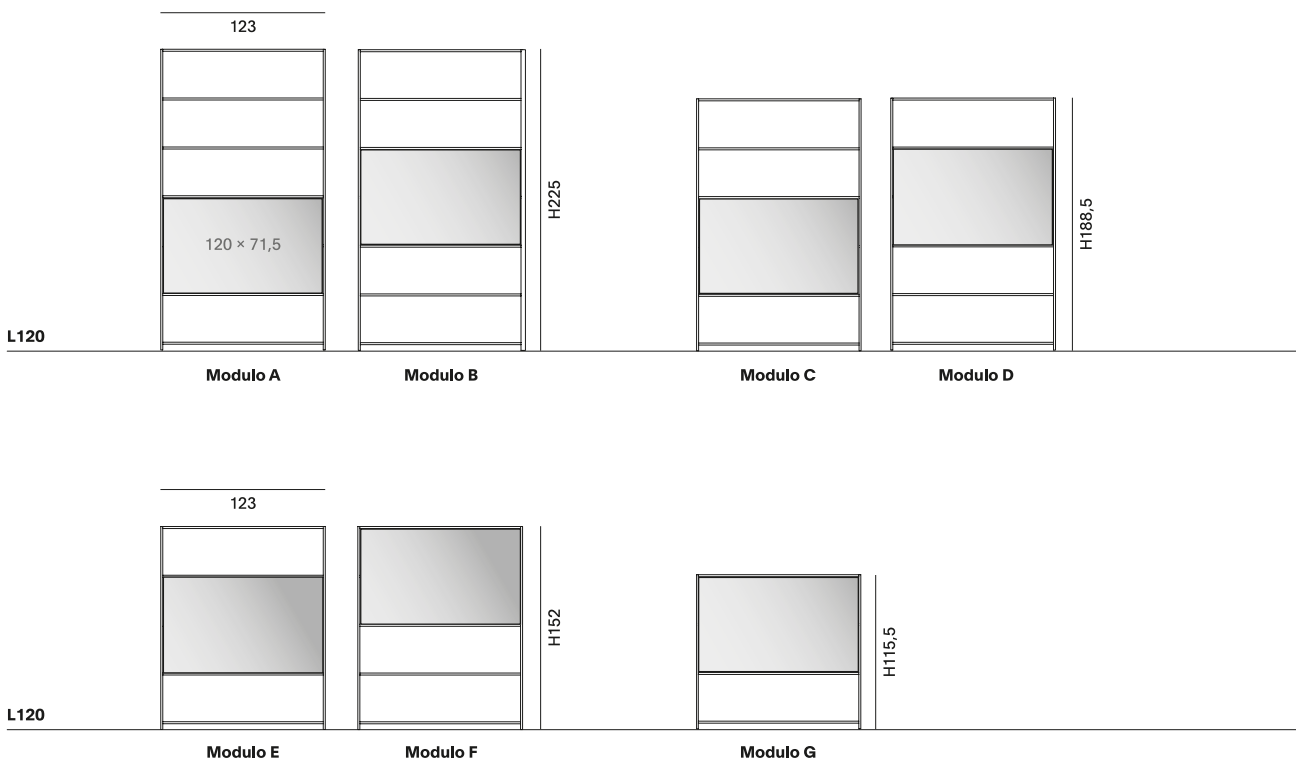 123
H225
H188,5
120 × 71,5
L120
Modulo A
Modulo B
Modulo C
Modulo D
123
H152
H115,5
L120
Modulo E
Modulo F
Modulo G